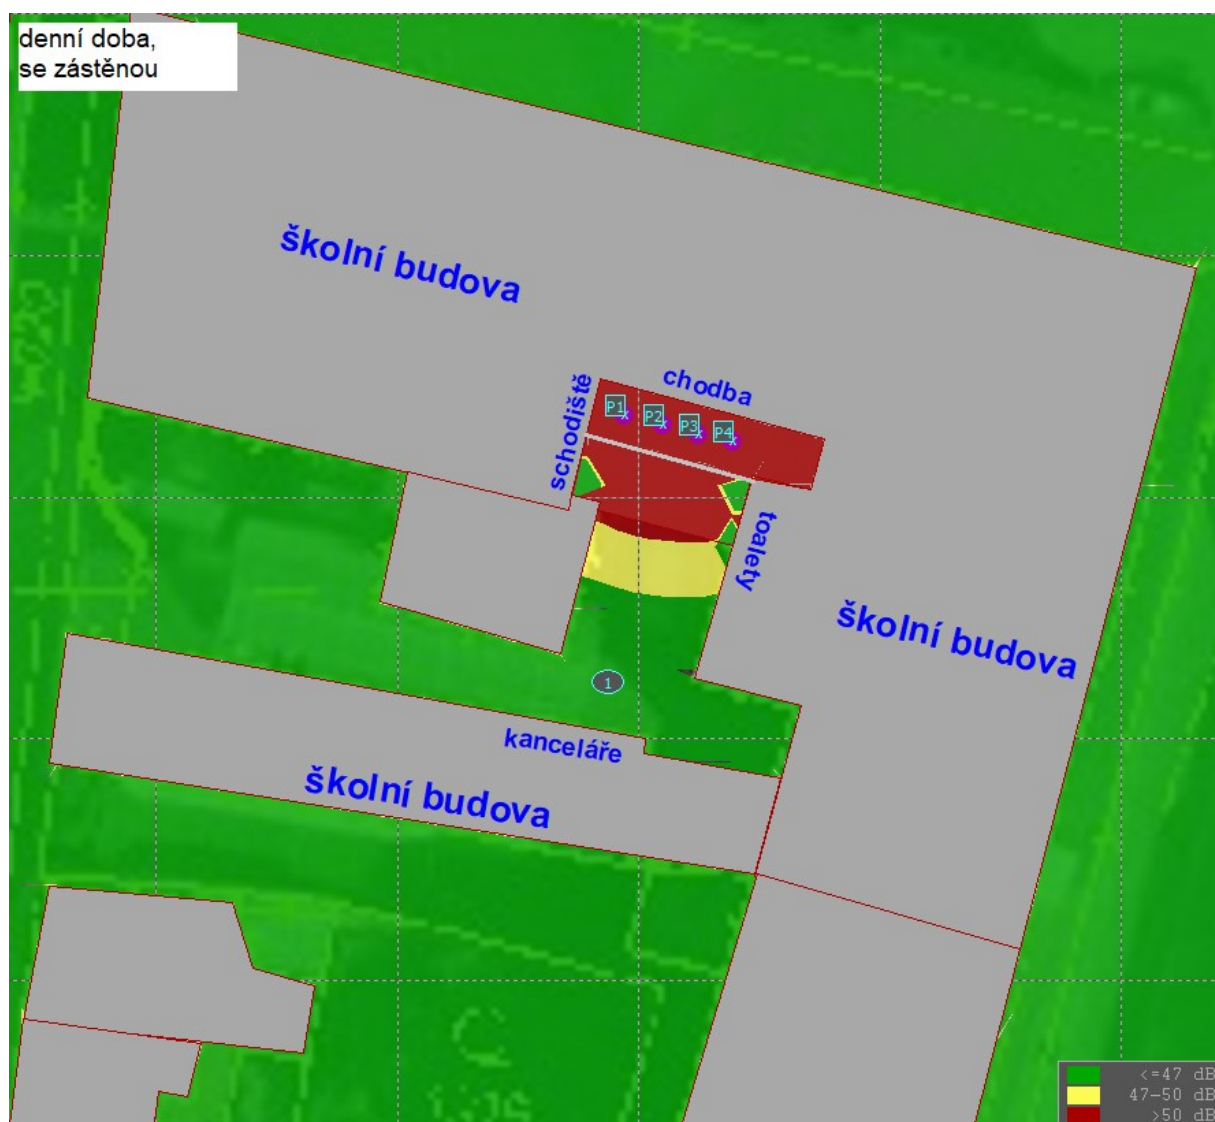 denní doba,
se zástěnou
školní budova
chodba
schodiště
P1
P2
P3
P4
toalety
školní budova
1
kanceláře
školní budova
<=47 dB
47-50 dB
>50 dB